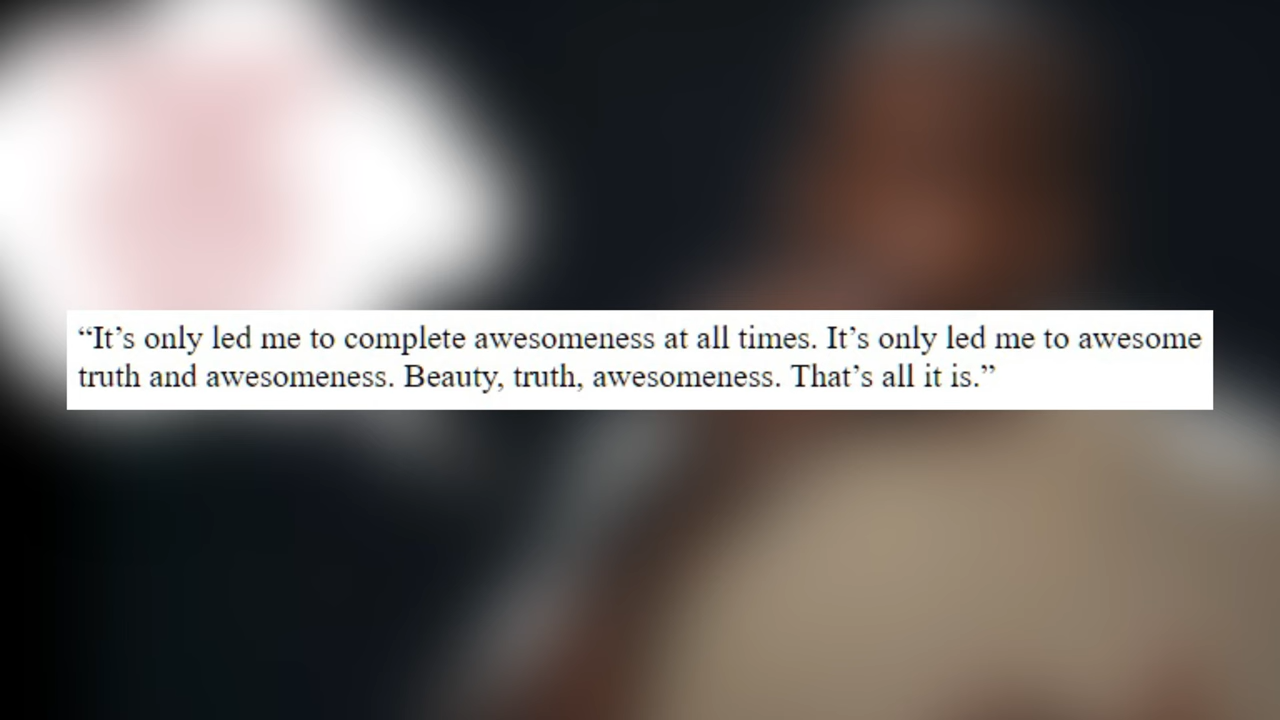 “It’s only led me to complete awesomeness at all times. It’s only led me to awesome
truth and awesomeness. Beauty, truth, awesomeness. That’s all it is.”